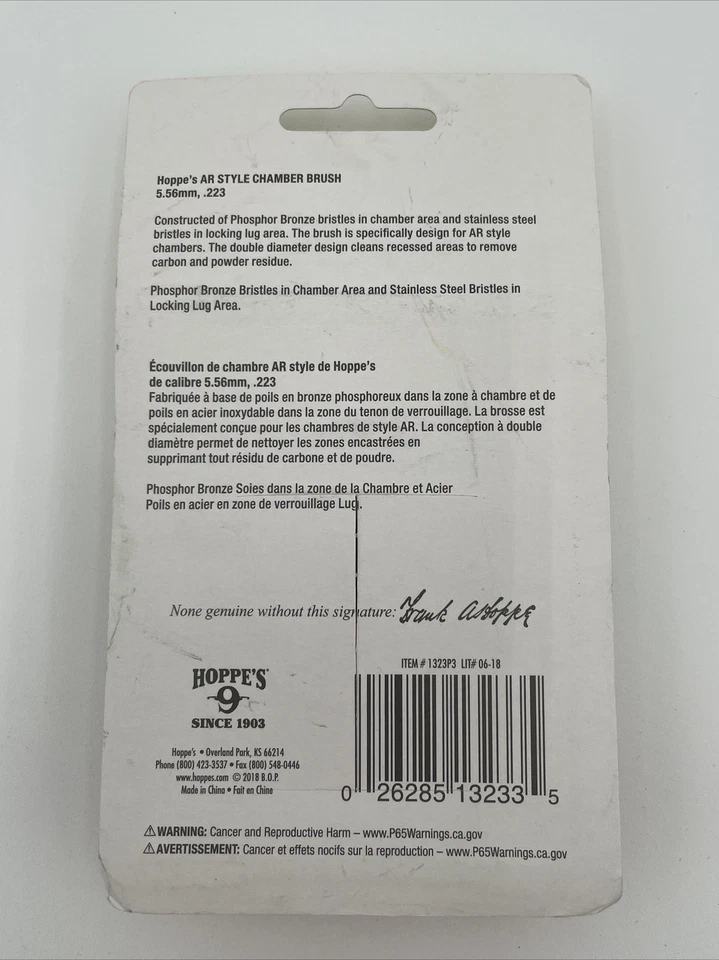 Hoppe's AR STYLE CHAMBER BRUSH
5.56mm, .223
Constructed of Phosphor Bronze bristles in chamber area and stainless steel
bristles in locking lug area. The brush is specifically design for AR style
chambers. The double diameter design cleans recessed areas to remove
carbon and powder residue.
Phosphor Bronze Bristles in Chamber Area and Stainless Steel Bristles in
Locking Lug Area.
Écouvillon de chambre AR style de Hoppe's
de calibre 5.56mm, .223
Fabriquée à base de poils en bronze phosphoreux dans la zone à chambre et de
poils en acier inoxydable dans la zone du tenon de verrouillage. La brosse est
spécialement conçue pour les chambres de style AR. La conception à double
diamètre permet de nettoyer les zones encastrées en
supprimant tout résidu de carbone et de poudre.
Phosphor Bronze Soies dans la zone de la Chambre et Acier
Poils en acier en zone de verrouillage Lug.
None genuine without this signature: Frank A Hoppe
ITEM # 1323P3 LIT# 06-18
HOPPE'S
9
SINCE 1903
Hoppe's • Overland Park, KS 66214
Phone (800) 423-3537 • Fax (800) 548-0446
www.hoppes.com © 2018 B.O.P.
Made in China • Fait en Chine
0 26285 13233 5
⚠WARNING: Cancer and Reproductive Harm – www.P65Warnings.ca.gov
⚠AVERTISSEMENT: Cancer et effets nocifs sur la reproduction – www.P65Warnings.ca.gov